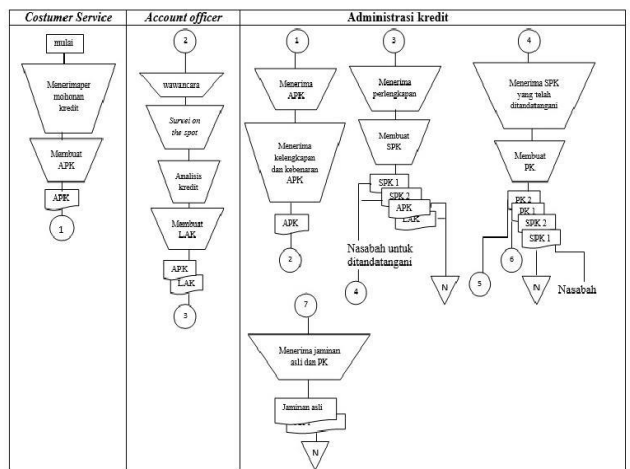 Costumer Service
Account officer
Administrasi kredit
mulai
Menerimaper
mohonan
kredit
Membuat
APK
APK
1
2
wawancara
Survei on
the spot
Analisis
kredit
Membuat
LAK
APK
LAK
3
1
Menerima
APK
Menerima
kelengkapan
dan kebenaran
APK
APK
2
3
Menerima
perlengkapan
Membuat
SPK
SPK 1
SPK 2
APK
LAK
Nasabah untuk
ditandatangani
4
N
4
Menerima SPK
yang telah
ditandatangani
Membuat
PK
PK 2
PK 1
SPK 2
SPK 1
5
6
N
Nasabah
7
Menerima jaminan
asli dan PK
Jaminan asli
N